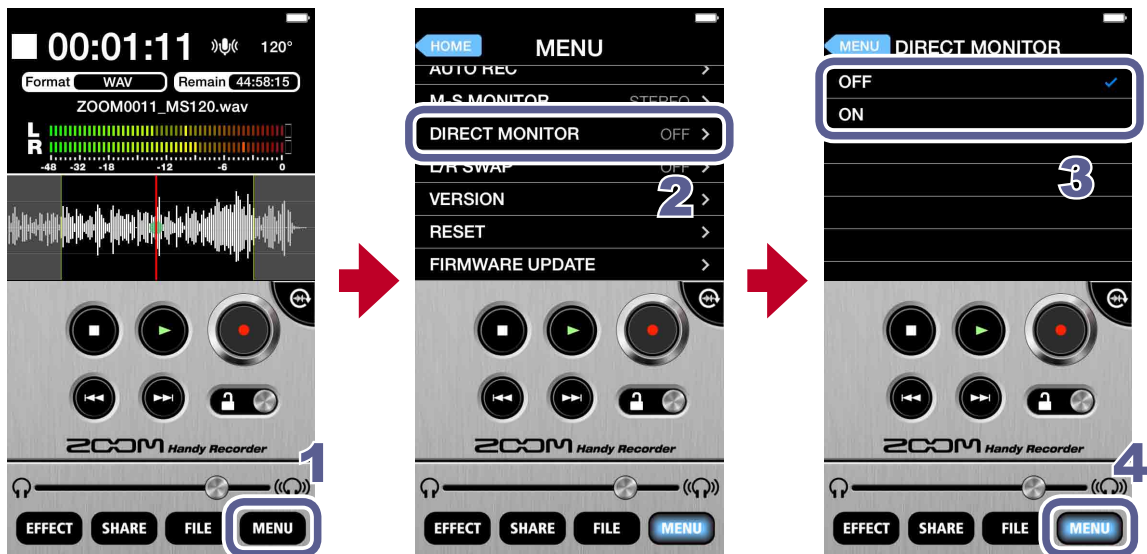 00:01:11 120°
Format WAV Remain 44:58:15
ZOOM0011_MS120.wav
L
R
-48 -32 -18 -12 -6 0
ZOOM Handy Recorder
1
EFFECT SHARE FILE MENU
HOME MENU
AUTO REC
M-S MONITOR STEREO
DIRECT MONITOR OFF
L/R SWAP OFF
2
VERSION
RESET
FIRMWARE UPDATE
ZOOM Handy Recorder
EFFECT SHARE FILE MENU
MENU DIRECT MONITOR
OFF
ON
3
ZOOM Handy Recorder
4
EFFECT SHARE FILE MENU